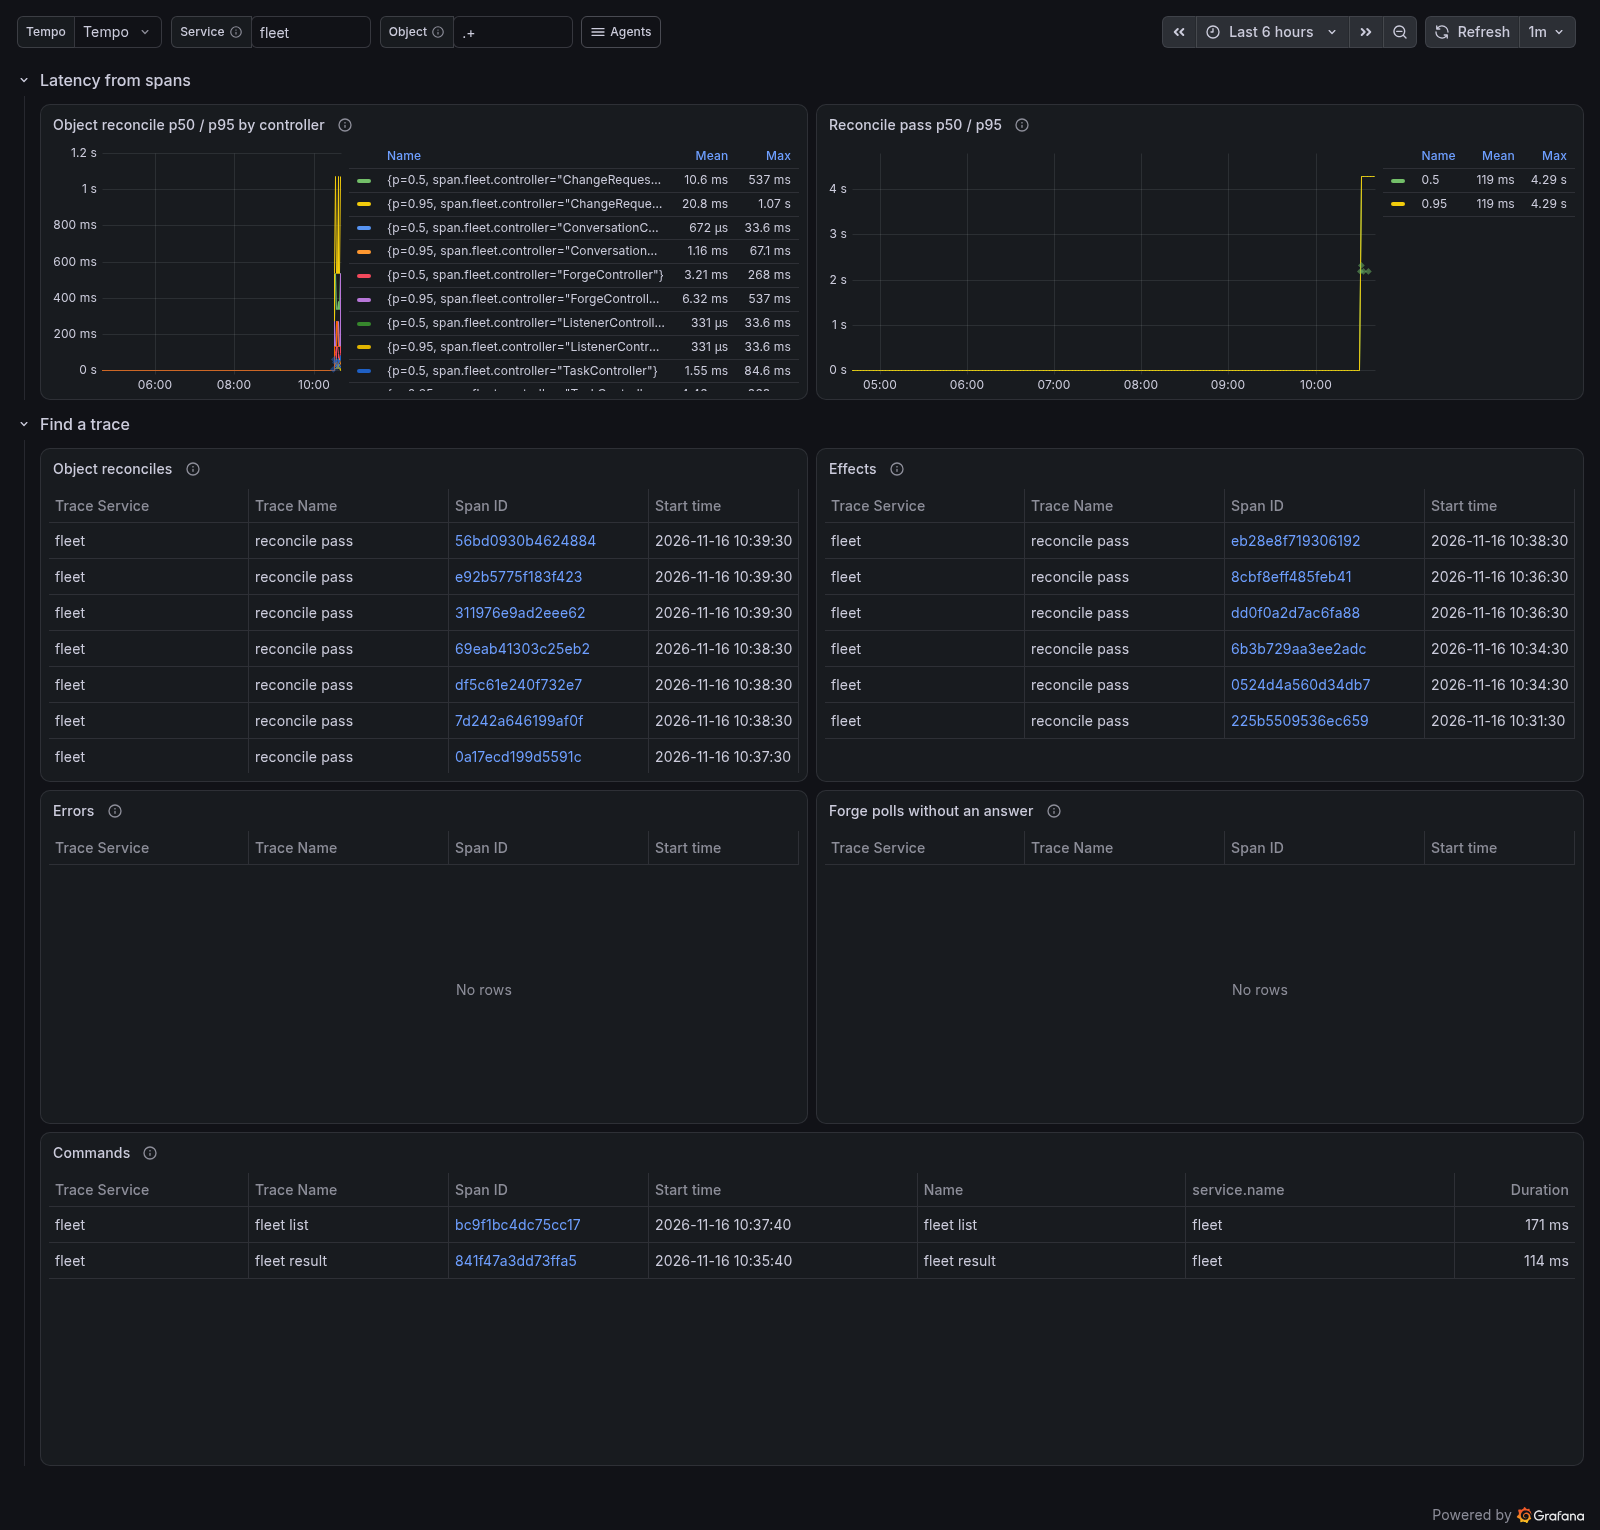 Tempo Tempo Service fleet Object .+ Agents Last 6 hours Refresh 1m
Latency from spans
Object reconcile p50 / p95 by controller
1.2 s
1 s
800 ms
600 ms
400 ms
200 ms
0 s
06:00 08:00 10:00
Name Mean Max
{p=0.5, span.fleet.controller="ChangeReques... 10.6 ms 537 ms
{p=0.95, span.fleet.controller="ChangeReque... 20.8 ms 1.07 s
{p=0.5, span.fleet.controller="ConversationC... 672 µs 33.6 ms
{p=0.95, span.fleet.controller="Conversation... 1.16 ms 67.1 ms
{p=0.5, span.fleet.controller="ForgeController"} 3.21 ms 268 ms
{p=0.95, span.fleet.controller="ForgeControll... 6.32 ms 537 ms
{p=0.5, span.fleet.controller="ListenerControll... 331 µs 33.6 ms
{p=0.95, span.fleet.controller="ListenerContr... 331 µs 33.6 ms
{p=0.5, span.fleet.controller="TaskController"} 1.55 ms 84.6 ms
Reconcile pass p50 / p95
4 s
3 s
2 s
1 s
0 s
05:00 06:00 07:00 08:00 09:00 10:00
Name Mean Max
0.5 119 ms 4.29 s
0.95 119 ms 4.29 s
Find a trace
Object reconciles
Trace Service Trace Name Span ID Start time
fleet reconcile pass 56bd0930b4624884 2026-11-16 10:39:30
fleet reconcile pass e92b5775f183f423 2026-11-16 10:39:30
fleet reconcile pass 311976e9ad2eee62 2026-11-16 10:39:30
fleet reconcile pass 69eab41303c25eb2 2026-11-16 10:38:30
fleet reconcile pass df5c61e240f732e7 2026-11-16 10:38:30
fleet reconcile pass 7d242a646199af0f 2026-11-16 10:38:30
fleet reconcile pass 0a17ecd199d5591c 2026-11-16 10:37:30
Effects
Trace Service Trace Name Span ID Start time
fleet reconcile pass eb28e8f719306192 2026-11-16 10:38:30
fleet reconcile pass 8cbf8eff485feb41 2026-11-16 10:36:30
fleet reconcile pass dd0f0a2d7ac6fa88 2026-11-16 10:36:30
fleet reconcile pass 6b3b729aa3ee2adc 2026-11-16 10:34:30
fleet reconcile pass 0524d4a560d34db7 2026-11-16 10:34:30
fleet reconcile pass 225b5509536ec659 2026-11-16 10:31:30
Errors
Trace Service Trace Name Span ID Start time
No rows
Forge polls without an answer
Trace Service Trace Name Span ID Start time
No rows
Commands
Trace Service Trace Name Span ID Start time Name service.name Duration
fleet fleet list bc9f1bc4dc75cc17 2026-11-16 10:37:40 fleet list fleet 171 ms
fleet fleet result 841f47a3dd73ffa5 2026-11-16 10:35:40 fleet result fleet 114 ms
Powered by Grafana